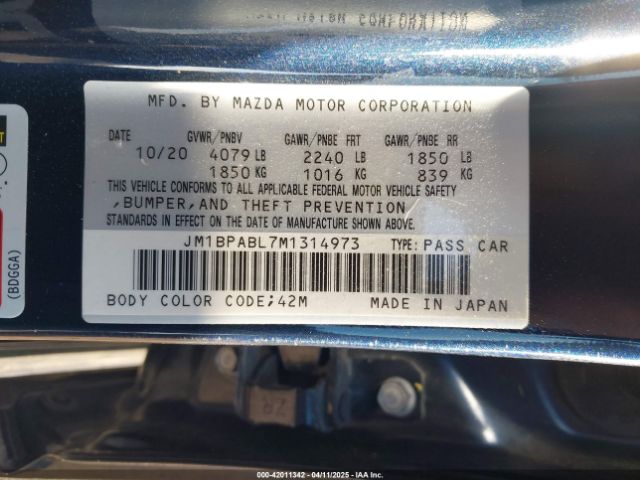 MFD. BY MAZDA MOTOR CORPORATION
DATE GVWR/PNBV GAWR/PNBE FRT GAWR/PNBE RR
10/20 4079 LB 2240 LB 1850 LB
1850 KG 1016 KG 839 KG
THIS VEHICLE CONFORMS TO ALL APPLICABLE FEDERAL MOTOR VEHICLE SAFETY
,BUMPER,AND THEFT PREVENTION
STANDARDS IN EFFECT ON THE DATE OF MANUFACTURE SHOWN ABOVE.
JM1BPABL7M1314973 TYPE: PASS CAR
BODY COLOR CODE;42M MADE IN JAPAN
(BDGGA)
000-42011342 - 04/11/2025 - IAA Inc.